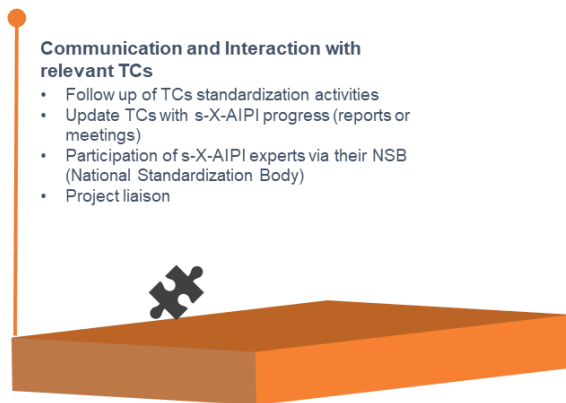 Communication and Interaction with
relevant TCs
• Follow up of TCs standardization activities
• Update TCs with s-X-AIPI progress (reports or
meetings)
• Participation of s-X-AIPI experts via their NSB
(National Standardization Body)
• Project liaison